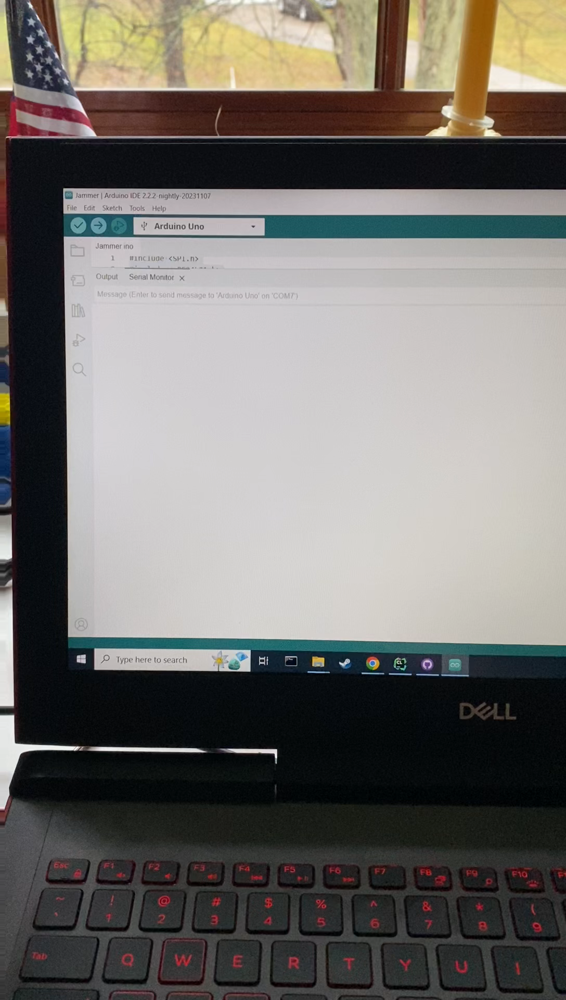 Jammer | Arduino IDE 2.2.2-nightly-20231107
File Edit Sketch Tools Help
Arduino Uno
Jammer ino
1 #include <SPI.h>
Output Serial Monitor
Message (Enter to send message to 'Arduino Uno' on 'COM7')
Type here to search
CL
DELL
Esc F1 F2 F3 F4 F5 F6 F7 F8 F9 F10
~ ! @ # $ % ^ & * (
` 1 2 3 4 5 6 7 8 9
Tab Q W E R T Y U I